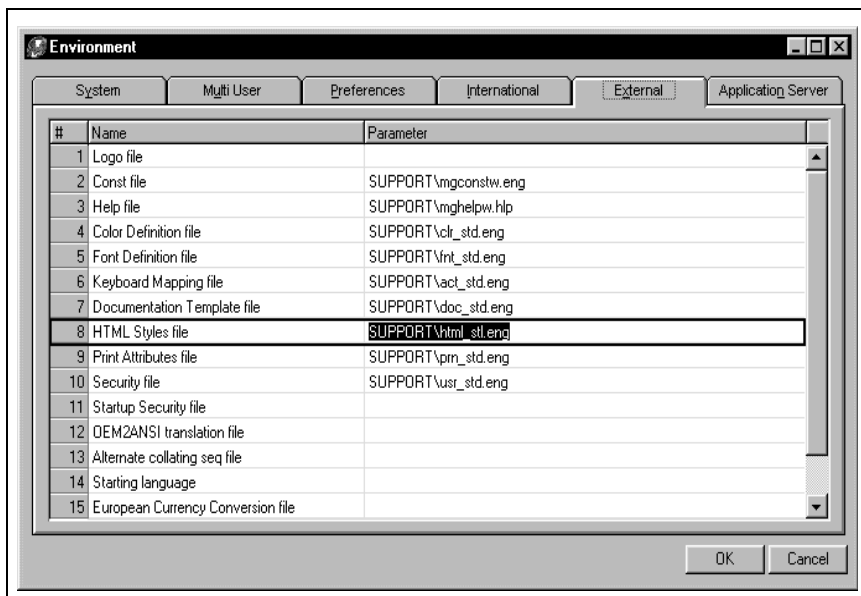 Environment
System Multi User Preferences International External Application Server
# Name Parameter
1 Logo file
2 Const file SUPPORT\mgconstw.eng
3 Help file SUPPORT\mghelpw.hlp
4 Color Definition file SUPPORT\clr_std.eng
5 Font Definition file SUPPORT\fnt_std.eng
6 Keyboard Mapping file SUPPORT\act_std.eng
7 Documentation Template file SUPPORT\doc_std.eng
8 HTML Styles file SUPPORT\html_stl.eng
9 Print Attributes file SUPPORT\prn_std.eng
10 Security file SUPPORT\usr_std.eng
11 Startup Security file
12 OEM2ANSI translation file
13 Alternate collating seq file
14 Starting language
15 European Currency Conversion file
OK Cancel